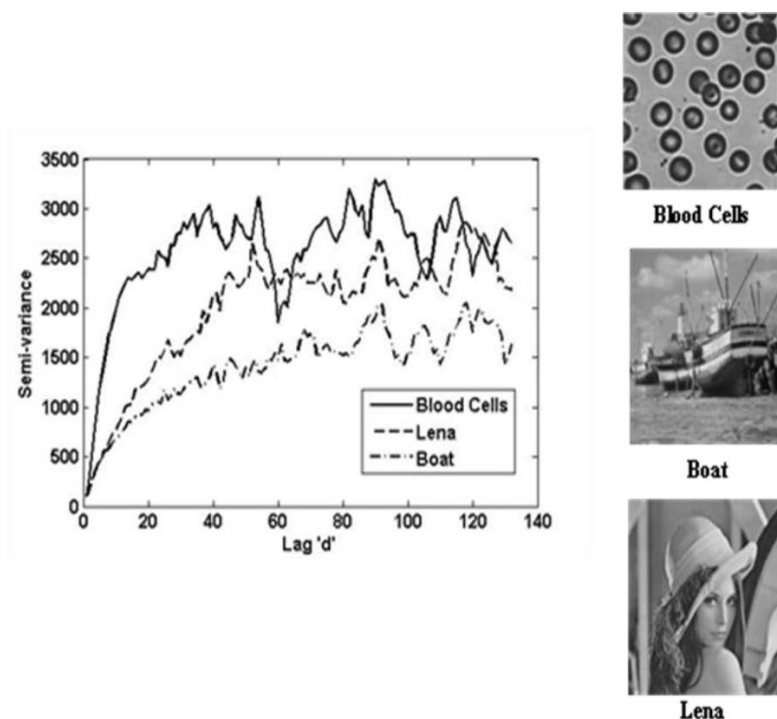 3500
3000
2500
2000
1500
1000
500
0
Semi-variance
0 20 40 60 80 100 120 140
Lag 'd'
Blood Cells
Lena
Boat
Blood Cells
Boat
Lena